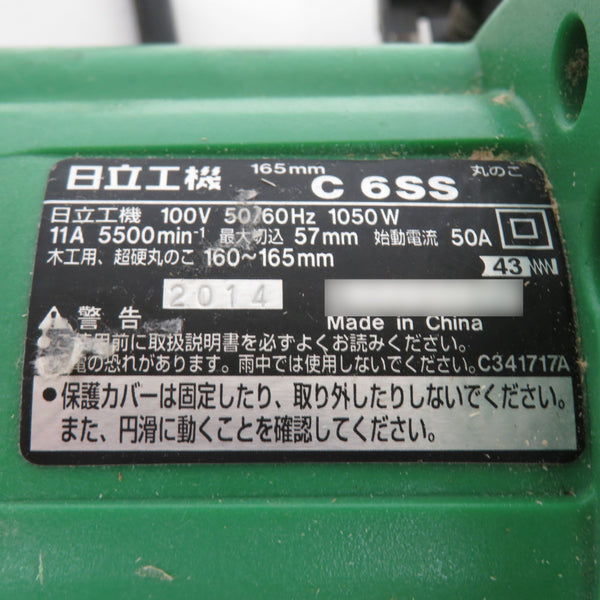 165mm 丸のこ
日立工機 C 6SS
日立工機 100V 50/60Hz 1050W
11A 5500min⁻¹ 最大切込 57mm 始動電流 50A
木工用、超硬丸のこ 160~165mm 43
2014
警告 Made in China
用前に取扱説明書を必ずよくお読みください。
電の恐れがあります。雨中では使用しないでください。C341717A
●保護カバーは固定したり、取り外したりしないでください。
また、円滑に動くことを確認してください。